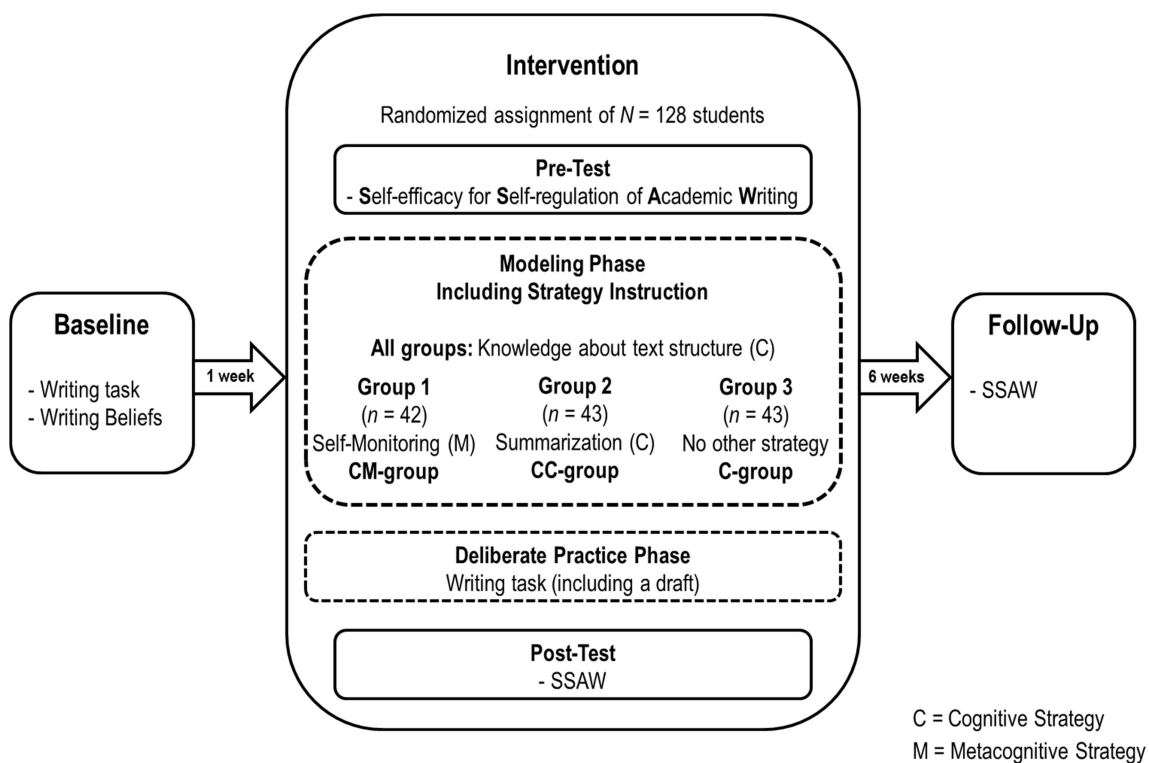 Baseline
- Writing task
- Writing Beliefs
1 week
Intervention
Randomized assignment of N = 128 students
Pre-Test
- Self-efficacy for Self-regulation of Academic Writing
Modeling Phase
Including Strategy Instruction
All groups: Knowledge about text structure (C)
Group 1
(n = 42)
Self-Monitoring (M)
CM-group
Group 2
(n = 43)
Summarization (C)
CC-group
Group 3
(n = 43)
No other strategy
C-group
Deliberate Practice Phase
Writing task (including a draft)
Post-Test
- SSAW
6 weeks
Follow-Up
- SSAW
C = Cognitive Strategy
M = Metacognitive Strategy